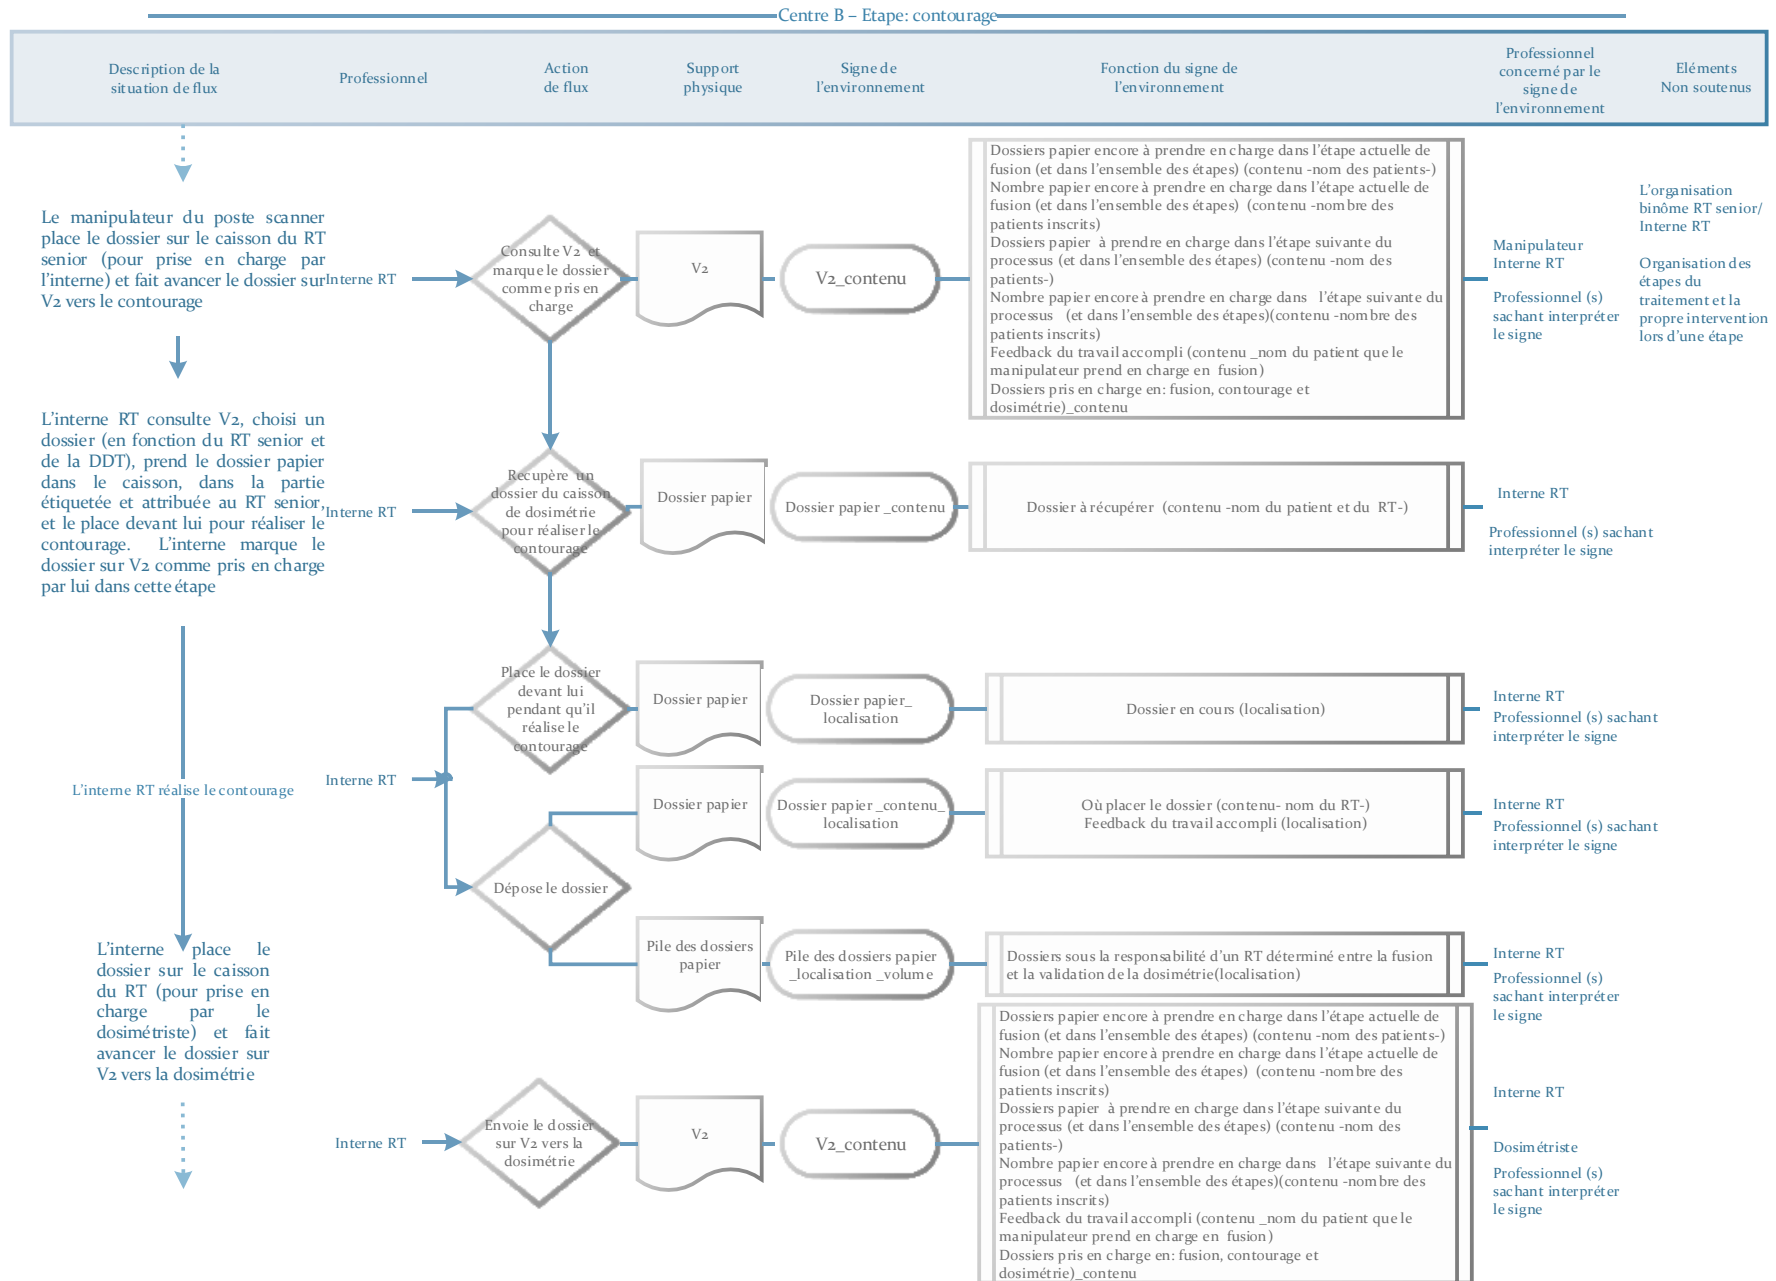 Centre B – Etape: contourage
Description de la
situation de flux
Professionnel
Action
de flux
Support
physique
Signe de
l'environnement
Fonction du signe de
l'environnement
Professionnel
concerné par le
signe de
l'environnement
Eléments
Non soutenus
Le manipulateur du poste scanner
place le dossier sur le caisson du RT
senior (pour prise en charge par
l'interne) et fait avancer le dossier sur
V2 vers le contourage
Interne RT
Consulte V2 et
marque le dossier
comme pris en
charge
V2
V2_contenu
Dossiers papier encore à prendre en charge dans l'étape actuelle de
fusion (et dans l'ensemble des étapes) (contenu -nom des patients-)
Nombre papier encore à prendre en charge dans l'étape actuelle de
fusion (et dans l'ensemble des étapes) (contenu -nombre des
patients inscrits)
Dossiers papier à prendre en charge dans l'étape suivante du
processus (et dans l'ensemble des étapes) (contenu -nom des
patients-)
Nombre papier encore à prendre en charge dans l'étape suivante du
processus (et dans l'ensemble des étapes)(contenu -nombre des
patients inscrits)
Feedback du travail accompli (contenu _nom du patient que le
manipulateur prend en charge en fusion)
Dossiers pris en charge en: fusion, contourage et
dosimétrie)_contenu
Manipulateur
Interne RT
Professionnel (s)
sachant interpréter
le signe
L'organisation
binôme RT senior/
Interne RT
Organisation des
étapes du
traitement et la
propre intervention
lors d'une étape
L'interne RT consulte V2, choisi un
dossier (en fonction du RT senior et
de la DDT), prend le dossier papier
dans le caisson, dans la partie
étiquetée et attribuée au RT senior,
et le place devant lui pour réaliser le
contourage. L'interne marque le
dossier sur V2 comme pris en charge
par lui dans cette étape
Interne RT
Recupère un
dossier du caisson
de dosimétrie
pour réaliser le
contourage
Dossier papier
Dossier papier _contenu
Dossier à récupérer (contenu -nom du patient et du RT-)
Interne RT
Professionnel (s) sachant
interpréter le signe
L'interne RT réalise le contourage
Interne RT
Place le dossier
devant lui
pendant qu'il
réalise le
contourage
Dossier papier
Dossier papier_
localisation
Dossier en cours (localisation)
Interne RT
Professionnel (s) sachant
interpréter le signe
Dossier papier
Dossier papier _contenu_
localisation
Où placer le dossier (contenu- nom du RT-)
Feedback du travail accompli (localisation)
Interne RT
Professionnel (s) sachant
interpréter le signe
Dépose le dossier
Pile des dossiers
papier
Pile des dossiers papier
_localisation _volume
Dossiers sous la responsabilité d'un RT déterminé entre la fusion
et la validation de la dosimétrie(localisation)
Interne RT
Professionnel (s)
sachant interpréter
le signe
L'interne place le
dossier sur le caisson
du RT (pour prise en
charge par le
dosimétriste) et fait
avancer le dossier sur
V2 vers la dosimétrie
Interne RT
Envoie le dossier
sur V2 vers la
dosimétrie
V2
V2_contenu
Dossiers papier encore à prendre en charge dans l'étape actuelle de
fusion (et dans l'ensemble des étapes) (contenu -nom des patients-)
Nombre papier encore à prendre en charge dans l'étape actuelle de
fusion (et dans l'ensemble des étapes) (contenu -nombre des
patients inscrits)
Dossiers papier à prendre en charge dans l'étape suivante du
processus (et dans l'ensemble des étapes) (contenu -nom des
patients-)
Nombre papier encore à prendre en charge dans l'étape suivante du
processus (et dans l'ensemble des étapes)(contenu -nombre des
patients inscrits)
Feedback du travail accompli (contenu _nom du patient que le
manipulateur prend en charge en fusion)
Dossiers pris en charge en: fusion, contourage et
dosimétrie)_contenu
Interne RT
Dosimétriste
Professionnel (s)
sachant interpréter
le signe